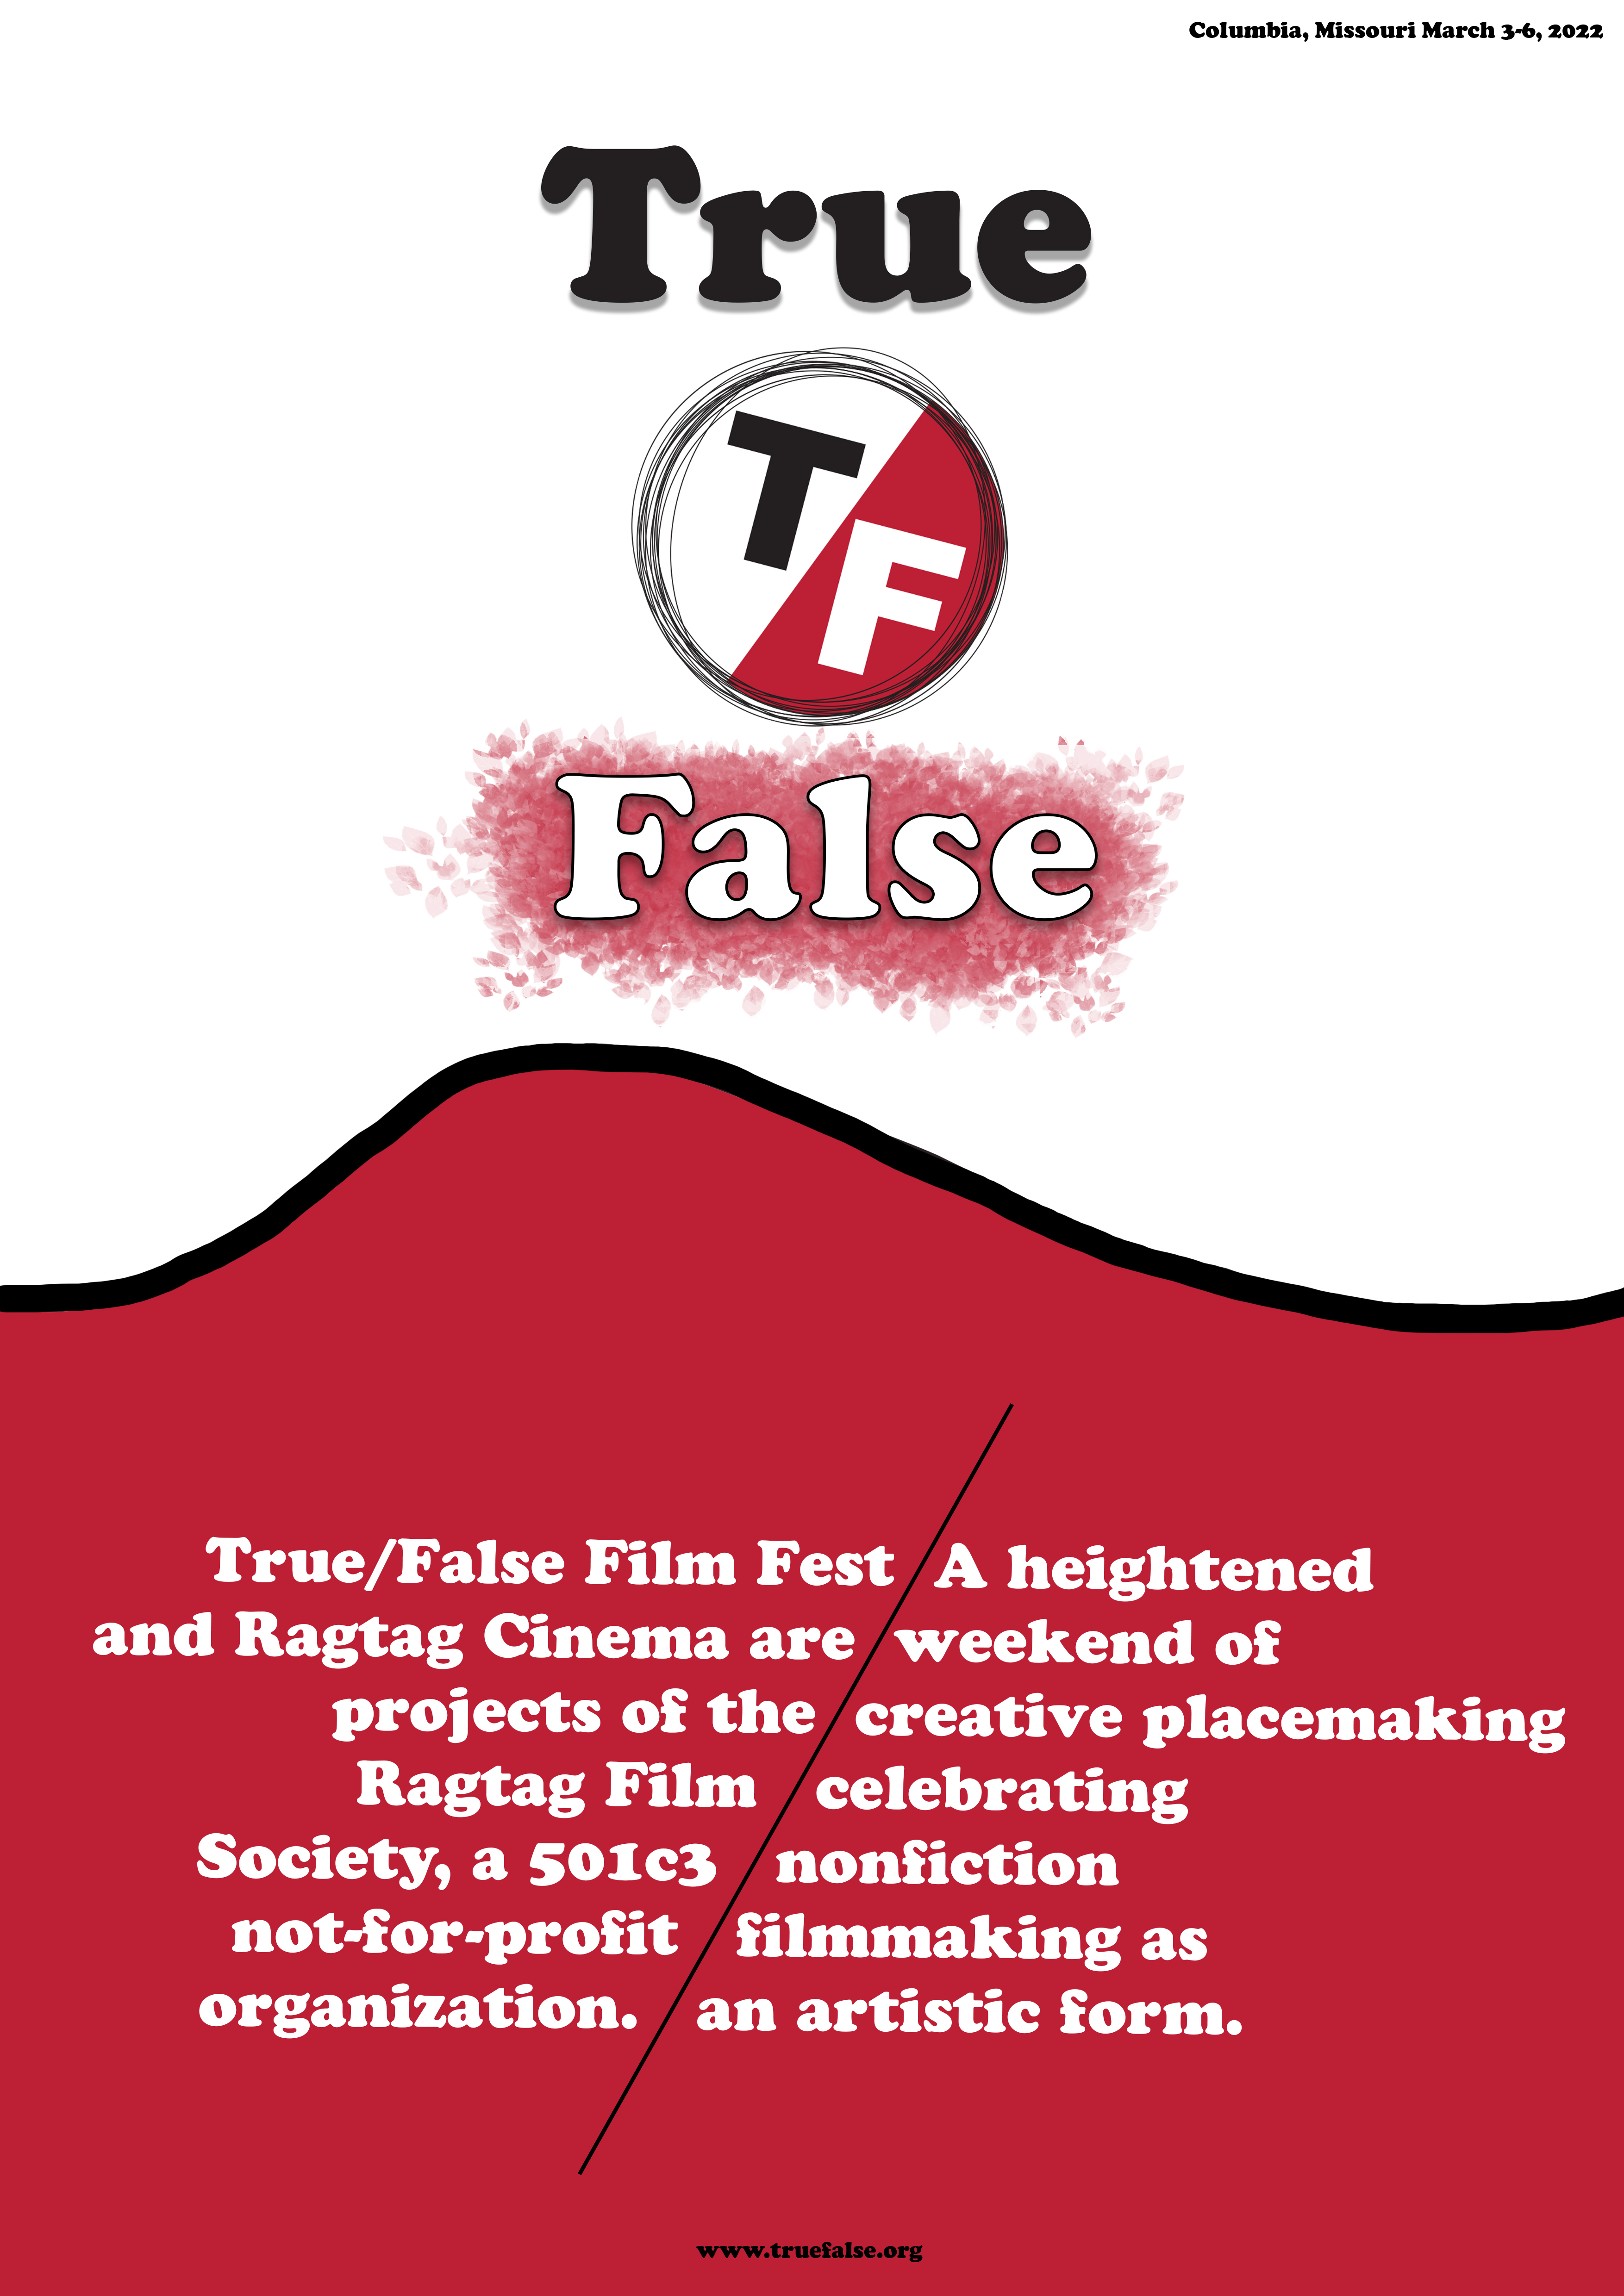 Columbia, Missouri March 3-6, 2022
True
T
F
False
True/False Film Fest
and Ragtag Cinema are
projects of the
Ragtag Film
Society, a 501c3
not-for-profit
organization.
A heightened
weekend of
creative placemaking
celebrating
nonfiction
filmmaking as
an artistic form.
www.truefalse.org